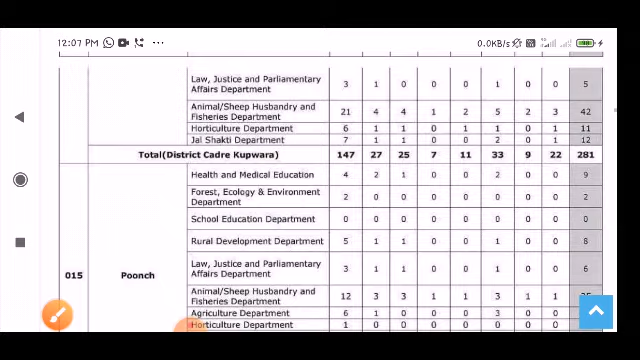 12:07 PM ··· 0.0KB/s
Law, Justice and Parliamentary
Affairs Department 3 1 0 0 0 1 0 0 5
Animal/Sheep Husbandry and
Fisheries Department 21 4 4 1 2 5 2 3 42
Horticulture Department 6 1 1 0 1 1 0 1 11
Jal Shakti Department 7 1 1 0 0 2 0 1 12
Total(District Cadre Kupwara) 147 27 25 7 11 33 9 22 281
Health and Medical Education 4 2 1 0 0 2 0 0 9
Forest, Ecology & Environment
Department 2 0 0 0 0 0 0 0 2
School Education Department 0 0 0 0 0 0 0 0 0
Rural Development Department 5 1 1 0 0 1 0 0 8
015 Poonch
Law, Justice and Parliamentary
Affairs Department 3 1 1 0 0 1 0 0 6
Animal/Sheep Husbandry and
Fisheries Department 12 3 3 1 1 3 1 1
Agriculture Department 6 1 0 0 0 3 0 0
Horticulture Department 1 0 0 0 0 0 0 0